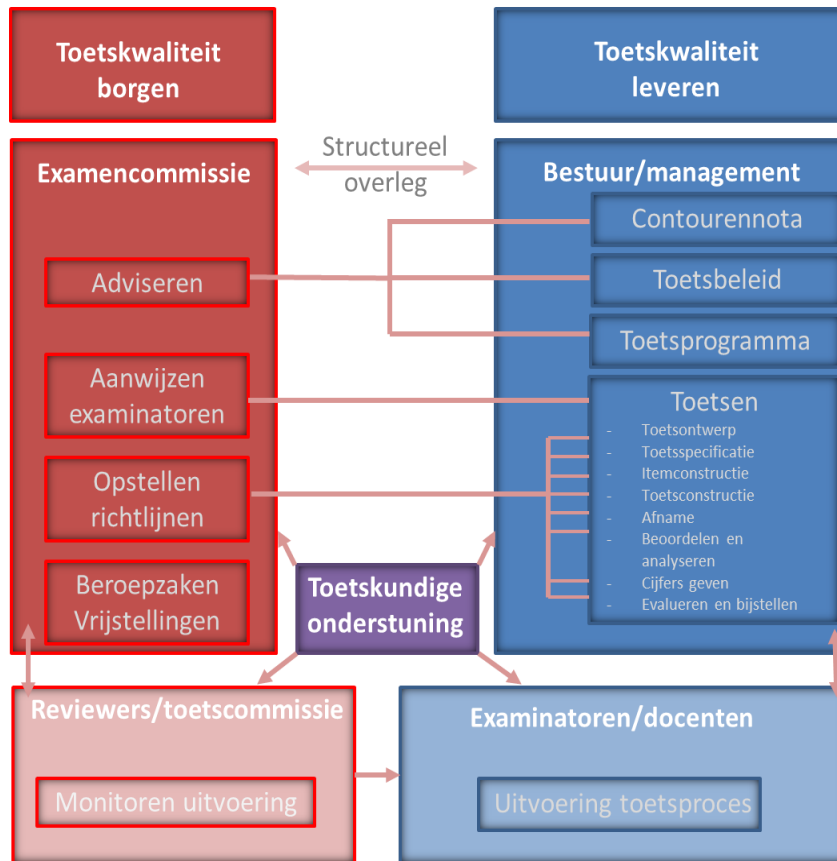 Toetskwaliteit
borgen
Toetskwaliteit
leveren
Examencommissie
Structureel
overleg
Bestuur/management
Contourennota
Adviseren
Toetsbeleid
Toetsprogramma
Aanwijzen
examinatoren
Toetsen
- Toetsontwerp
- Toetsspecificatie
- Itemconstructie
- Toetsconstructie
- Afname
- Beoordelen en
analyseren
- Cijfers geven
- Evalueren en bijstellen
Opstellen
richtlijnen
Beroepzaken
Vrijstellingen
Toetskundige
onderstuning
Reviewers/toetscommissie
Monitoren uitvoering
Examinatoren/docenten
Uitvoering toetsproces